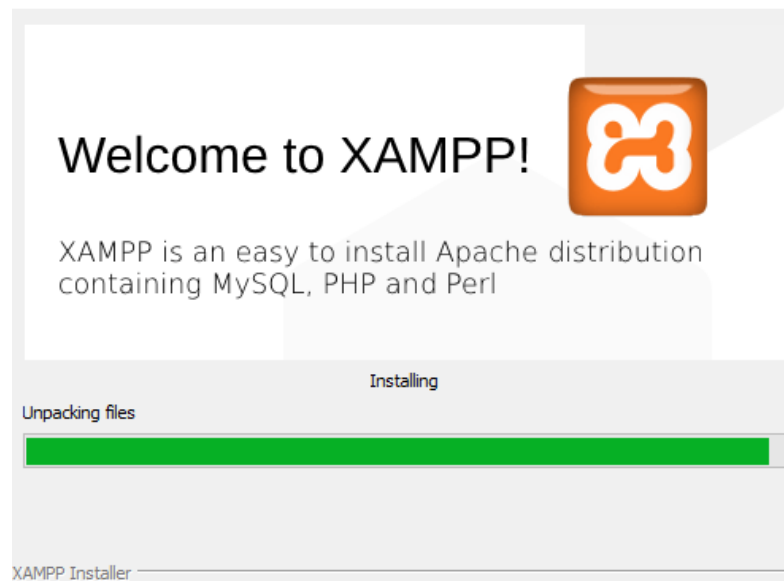 Welcome to XAMPP!
XAMPP is an easy to install Apache distribution
containing MySQL, PHP and Perl
Installing
Unpacking files
XAMPP Installer